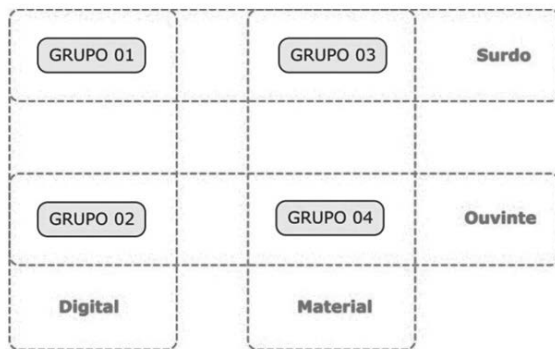 GRUPO 01
GRUPO 03
Surdo
GRUPO 02
GRUPO 04
Ouvinte
Digital
Material